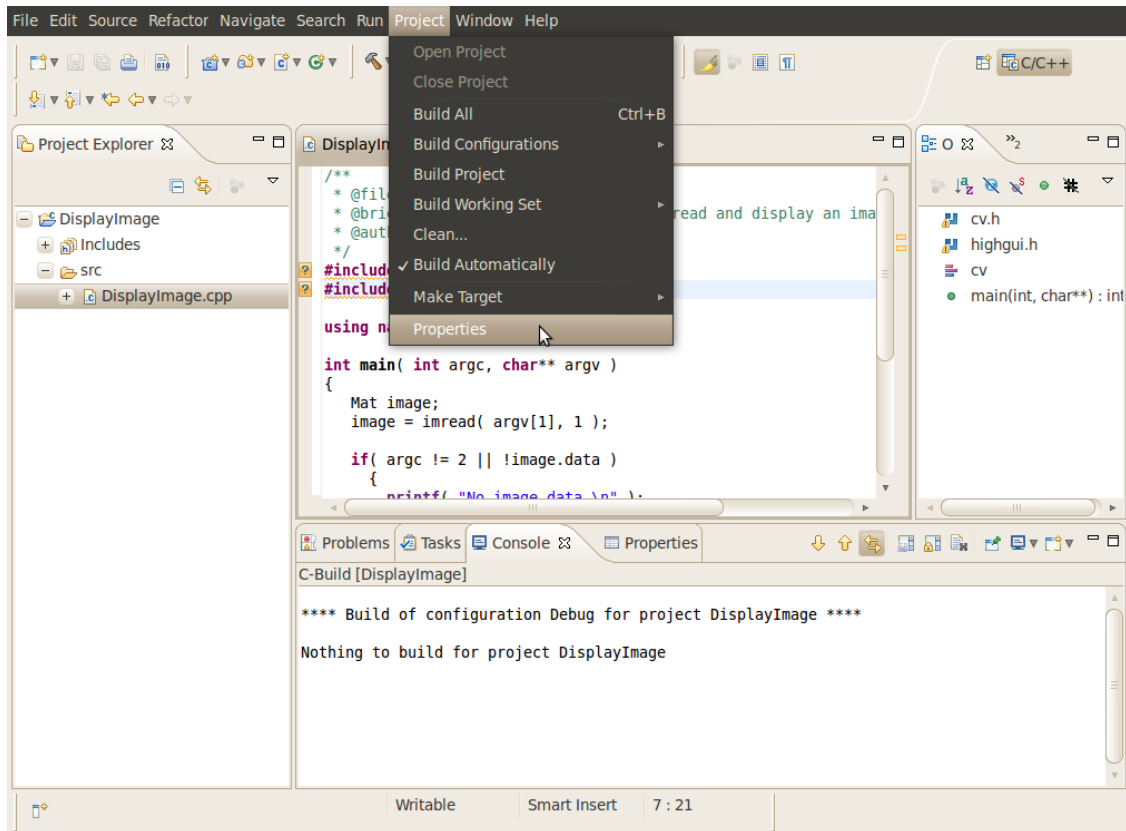 File Edit Source Refactor Navigate Search Run Project Window Help
C/C++
Open Project
Close Project
Build All Ctrl+B
Build Configurations
Build Project
Build Working Set
Clean...
Build Automatically
Make Target
Properties
Project Explorer
DisplayImage
Includes
src
DisplayImage.cpp
DisplayIm
/**
* @fil
* @bri read and display an ima
* @aut
*/
#include
#include
using na
int main( int argc, char** argv )
{
Mat image;
image = imread( argv[1], 1 );
if( argc != 2 || !image.data )
{
printf( "No image data \n" );
O
»2
cv.h
highgui.h
cv
main(int, char**) : int
Problems Tasks Console Properties
C-Build [DisplayImage]
**** Build of configuration Debug for project DisplayImage ****
Nothing to build for project DisplayImage
Writable Smart Insert 7 : 21